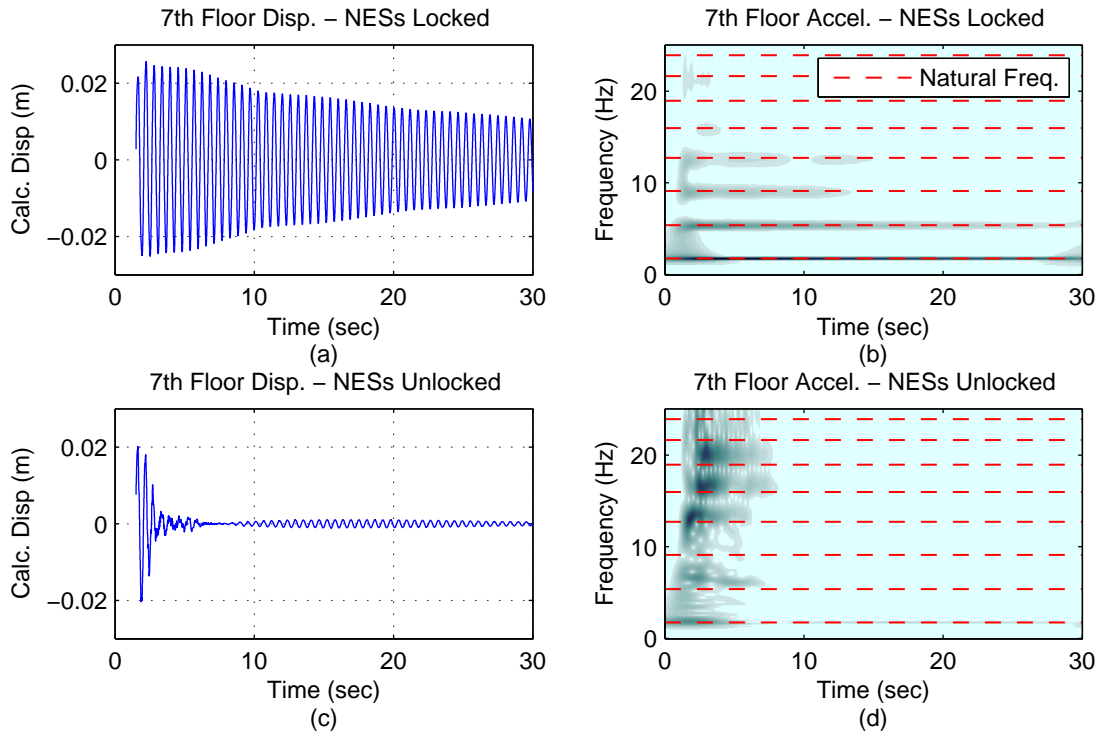 7th Floor Disp. – NESs Locked
Calc. Disp (m)
0.02
0
−0.02
0
10
20
30
Time (sec)
(a)
7th Floor Accel. – NESs Locked
Natural Freq.
Frequency (Hz)
20
10
0
0
10
20
30
Time (sec)
(b)
7th Floor Disp. – NESs Unlocked
Calc. Disp (m)
0.02
0
−0.02
0
10
20
30
Time (sec)
(c)
7th Floor Accel. – NESs Unlocked
Frequency (Hz)
20
10
0
0
10
20
30
Time (sec)
(d)